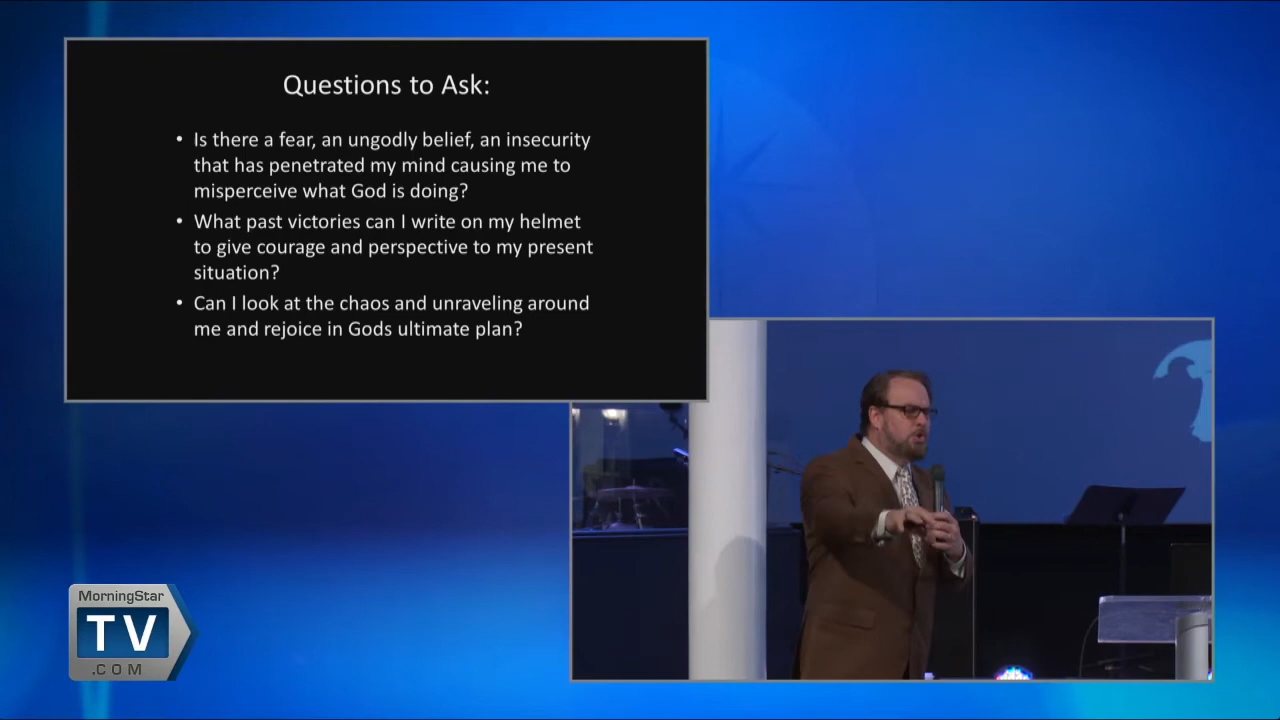 Questions to Ask:
• Is there a fear, an ungodly belief, an insecurity
that has penetrated my mind causing me to
misperceive what God is doing?
• What past victories can I write on my helmet
to give courage and perspective to my present
situation?
• Can I look at the chaos and unraveling around
me and rejoice in Gods ultimate plan?
MorningStar
TV
.COM